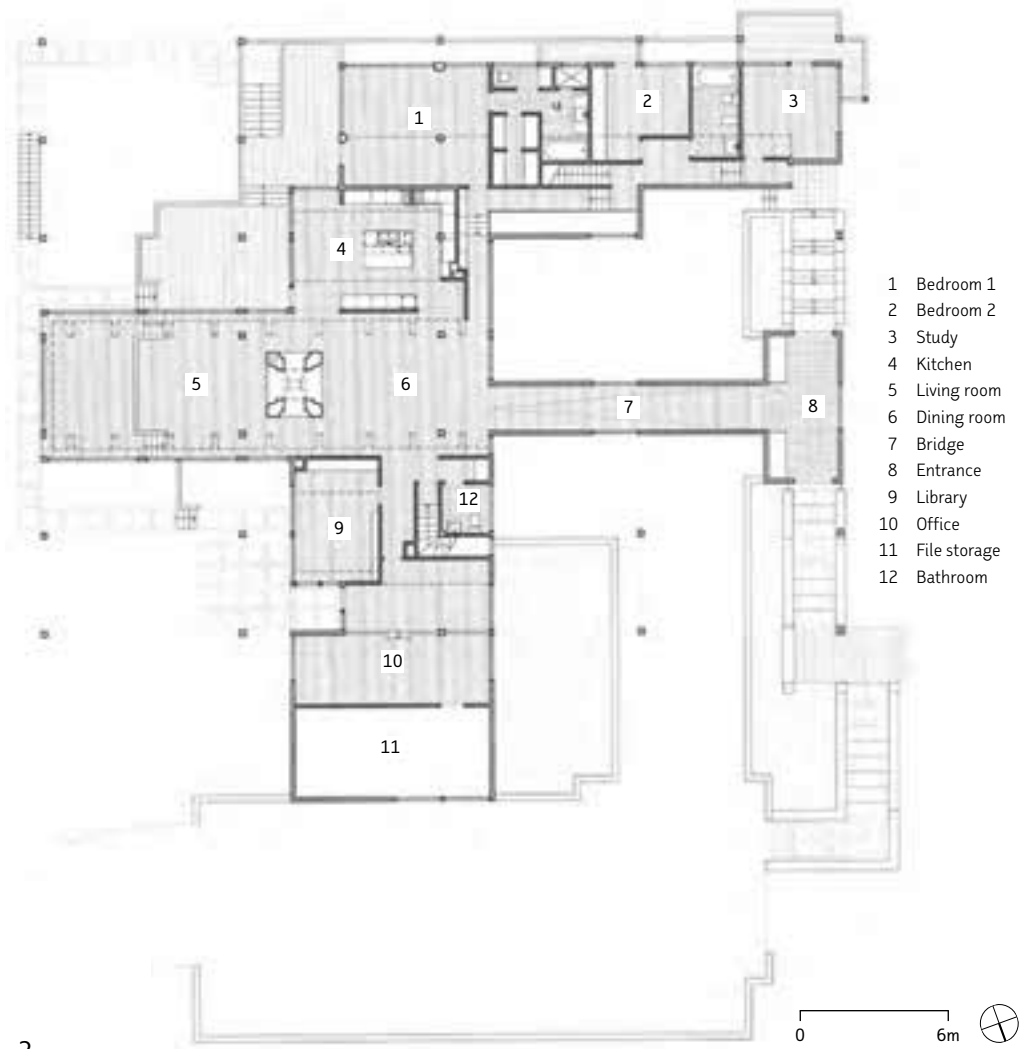 1
2
3
4
5
6
7
8
9
10
11
12
1 Bedroom 1
2 Bedroom 2
3 Study
4 Kitchen
5 Living room
6 Dining room
7 Bridge
8 Entrance
9 Library
10 Office
11 File storage
12 Bathroom
0 6m